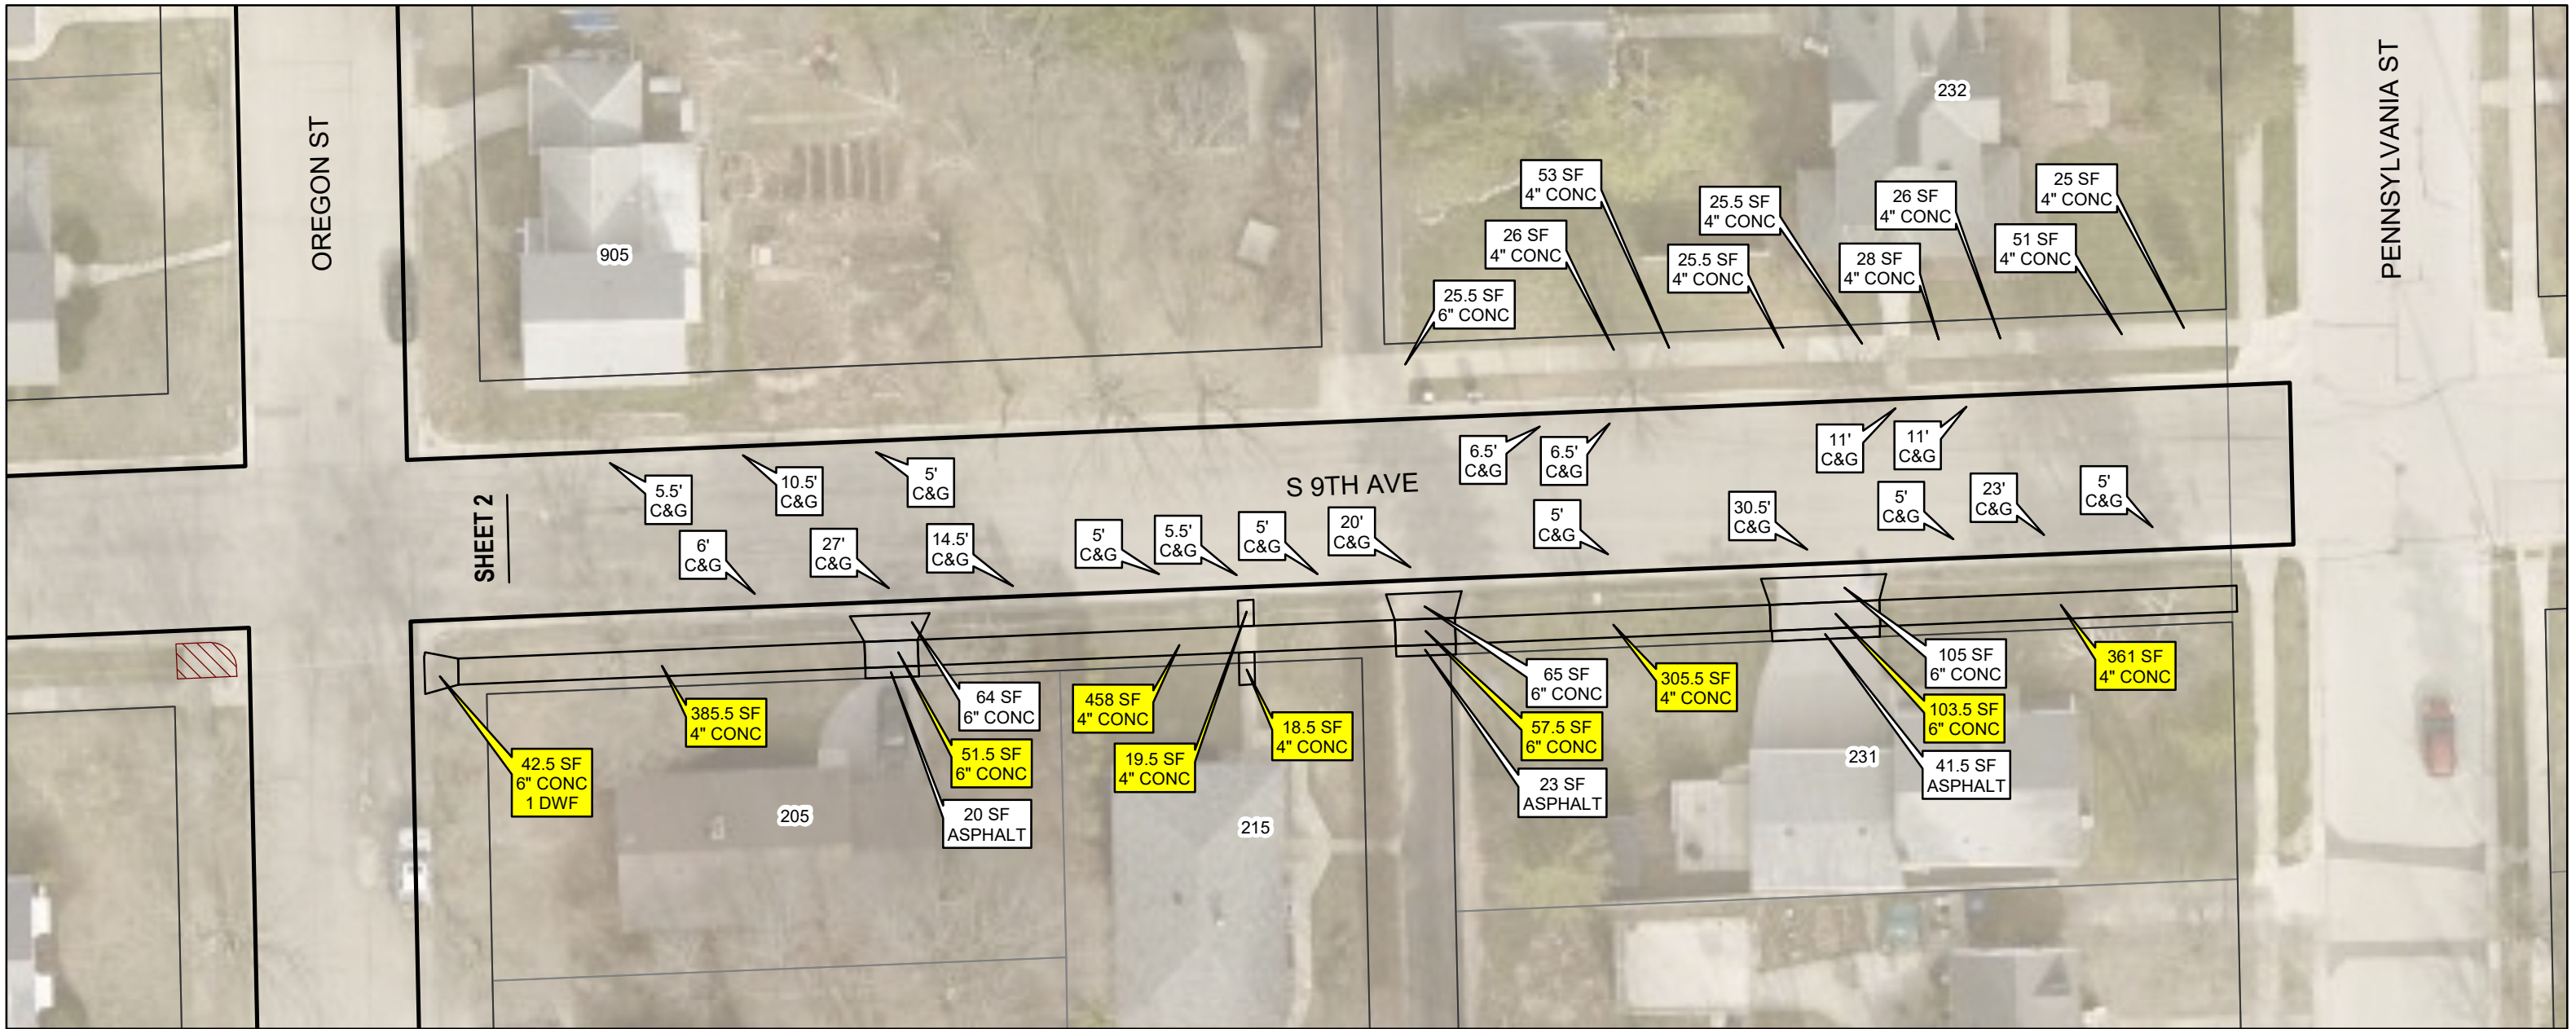 OREGON ST
PENNSYLVANIA ST
232
905
53 SF
4" CONC
25.5 SF
4" CONC
26 SF
4" CONC
25 SF
4" CONC
26 SF
4" CONC
25.5 SF
4" CONC
28 SF
4" CONC
51 SF
4" CONC
25.5 SF
6" CONC
6.5'
C&G
6.5'
C&G
11'
C&G
11'
C&G
5.5'
C&G
10.5'
C&G
5'
C&G
S 9TH AVE
SHEET 2
6'
C&G
27'
C&G
14.5'
C&G
5'
C&G
5.5'
C&G
5'
C&G
20'
C&G
5'
C&G
30.5'
C&G
5'
C&G
23'
C&G
5'
C&G
42.5 SF
6" CONC
1 DWF
385.5 SF
4" CONC
64 SF
6" CONC
51.5 SF
6" CONC
20 SF
ASPHALT
458 SF
4" CONC
19.5 SF
4" CONC
18.5 SF
4" CONC
65 SF
6" CONC
57.5 SF
6" CONC
23 SF
ASPHALT
305.5 SF
4" CONC
105 SF
6" CONC
103.5 SF
6" CONC
41.5 SF
ASPHALT
361 SF
4" CONC
205
215
231